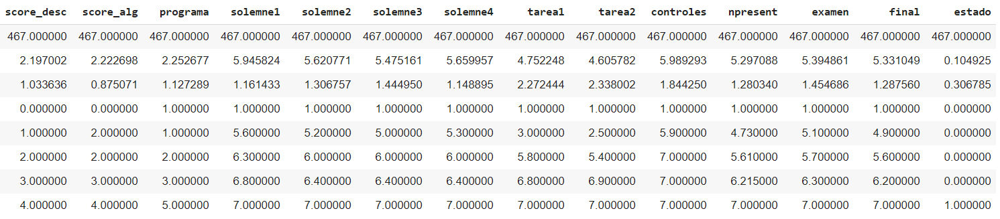 score_desc score_alg programa solemne1 solemne2 solemne3 solemne4 tarea1 tarea2 controles npresent examen final estado
467.000000 467.000000 467.000000 467.000000 467.000000 467.000000 467.000000 467.000000 467.000000 467.000000 467.000000 467.000000 467.000000 467.000000
2.197002 2.222698 2.252677 5.945824 5.620771 5.475161 5.659957 4.752248 4.605782 5.989293 5.297088 5.394861 5.331049 0.104925
1.033636 0.875071 1.127289 1.161433 1.306757 1.444950 1.148895 2.272444 2.338002 1.844250 1.280340 1.454686 1.287560 0.306785
0.000000 0.000000 1.000000 1.000000 1.000000 1.000000 1.000000 1.000000 1.000000 1.000000 1.000000 1.000000 1.000000 0.000000
1.000000 2.000000 1.000000 5.600000 5.200000 5.000000 5.300000 3.000000 2.500000 5.900000 4.730000 5.100000 4.900000 0.000000
2.000000 2.000000 2.000000 6.300000 6.000000 6.000000 6.000000 5.800000 5.400000 7.000000 5.610000 5.700000 5.600000 0.000000
3.000000 3.000000 3.000000 6.800000 6.400000 6.400000 6.400000 6.800000 6.900000 7.000000 6.215000 6.300000 6.200000 0.000000
4.000000 4.000000 5.000000 7.000000 7.000000 7.000000 7.000000 7.000000 7.000000 7.000000 7.000000 7.000000 7.000000 1.000000